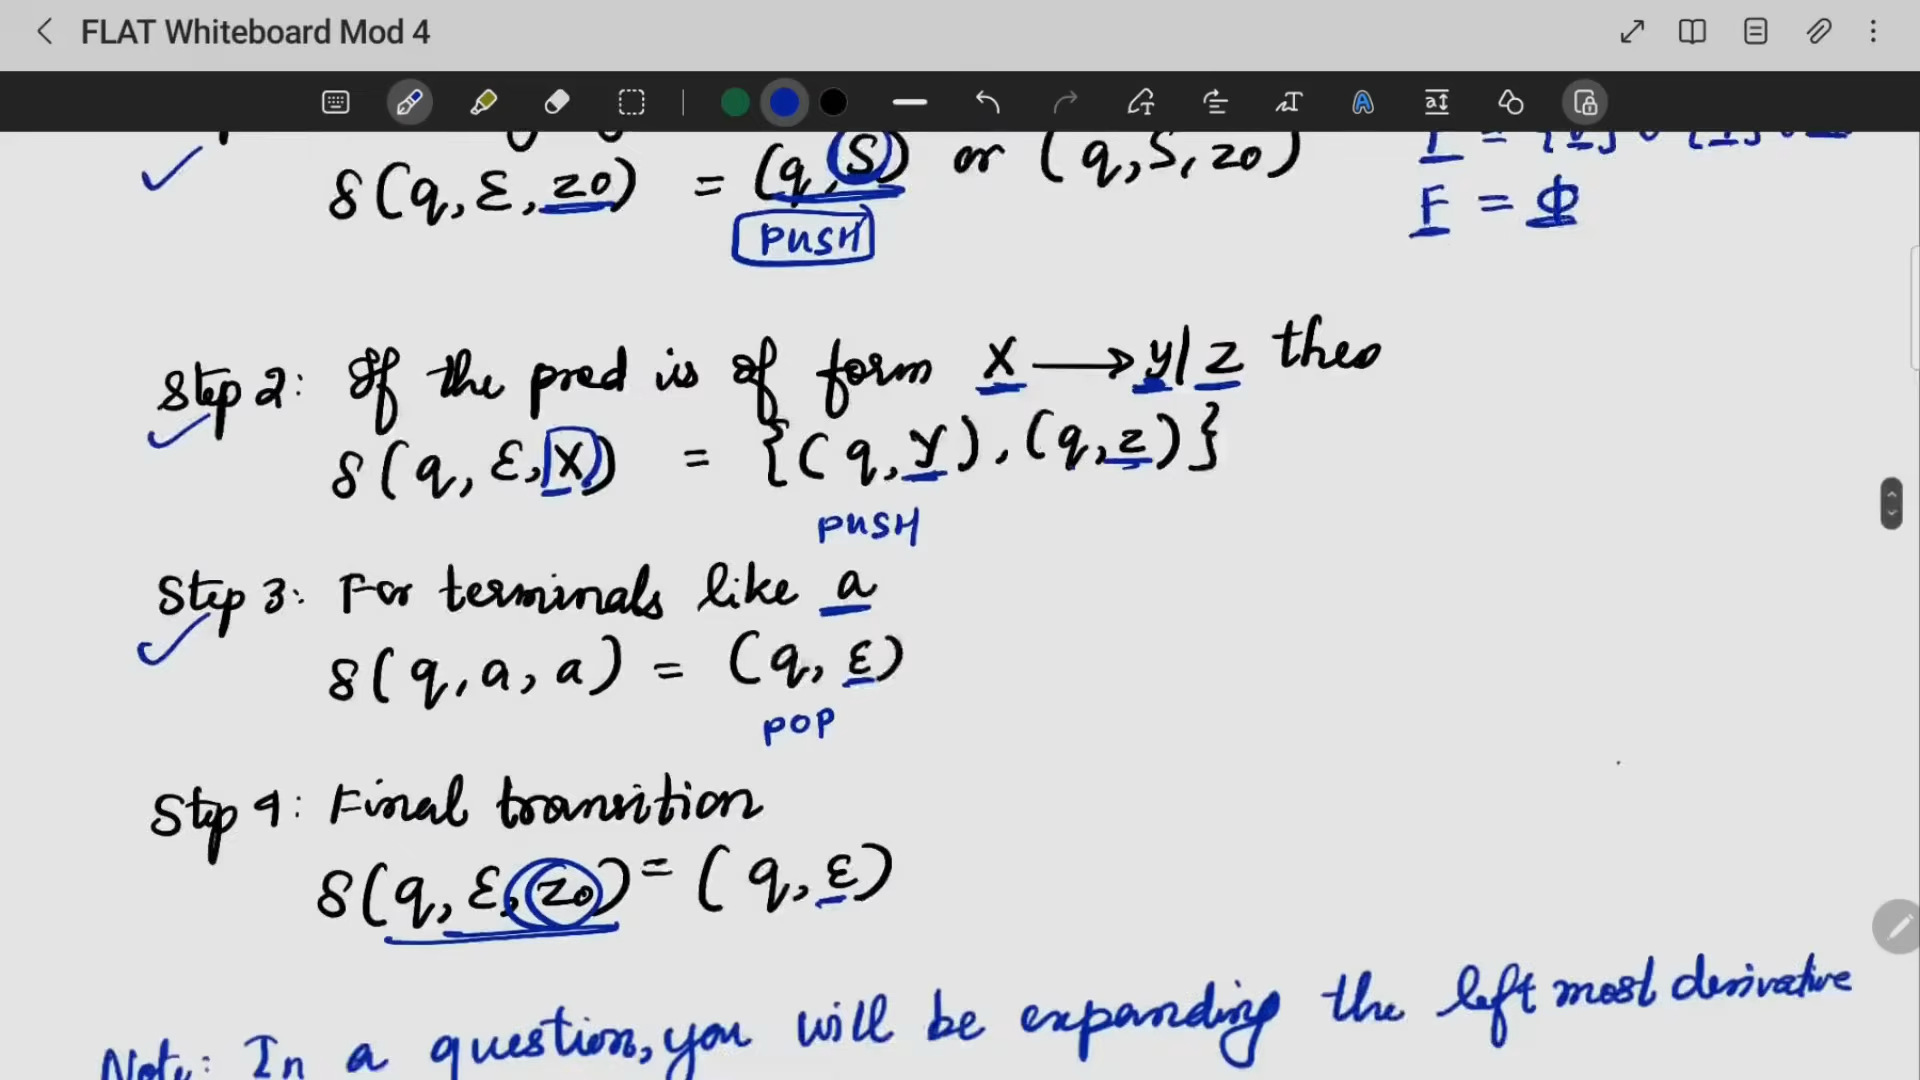 FLAT Whiteboard Mod 4
δ(q, ε, z0) = (q, S) or (q, S, z0)
PUSH
F = Φ
Step 2: If the prod is of form X → y/z then
δ(q, ε, X) = {(q, y), (q, z)}
PUSH
Step 3: For terminals like a
δ(q, a, a) = (q, ε)
POP
Step 4: Final transition
δ(q, ε, z0) = (q, ε)
Note: In a question, you will be expanding the left most derivative